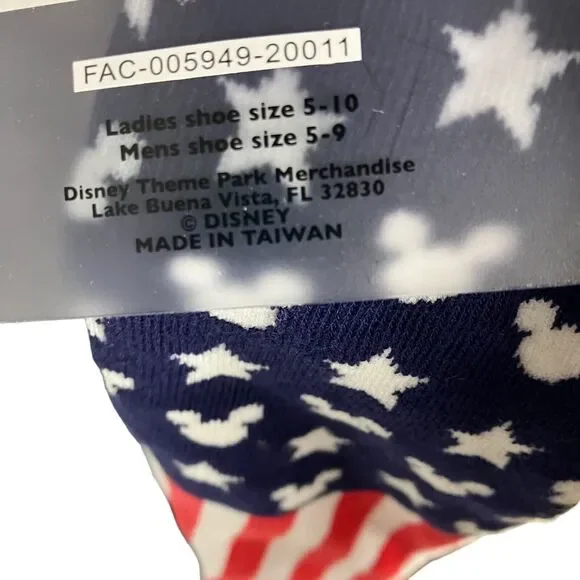 FAC-005949-20011
Ladies shoe size 5-10
Mens shoe size 5-9
Disney Theme Park Merchandise
Lake Buena Vista, FL 32830
© DISNEY
MADE IN TAIWAN